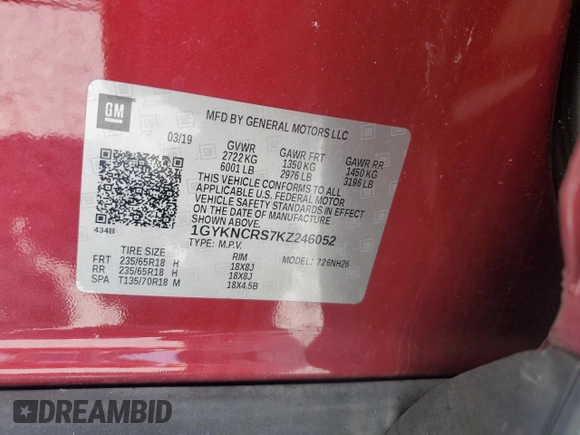 GM
MFD BY GENERAL MOTORS LLC
03/19
GVWR GAWR FRT GAWR RR
2722 KG 1350 KG 1450 KG
6001 LB 2976 LB 3196 LB
THIS VEHICLE CONFORMS TO ALL
APPLICABLE U.S. FEDERAL MOTOR
VEHICLE SAFETY STANDARDS IN EFFECT
ON THE DATE OF MANUFACTURE
SHOWN ABOVE.
434B
1GYKNCRS7KZ246052
TYPE: M.P.V. MODEL: 726NH26
TIRE SIZE RIM
FRT 235/65R18 H 18X8J
RR 235/65R18 H 18X8J
SPA T135/70R18 M 18X4.5B
DREAMBID